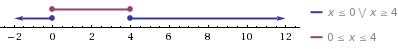 x ≤ 0 ⋁ x ≥ 4
0 ≤ x ≤ 4
−2 0 2 4 6 8 10 12